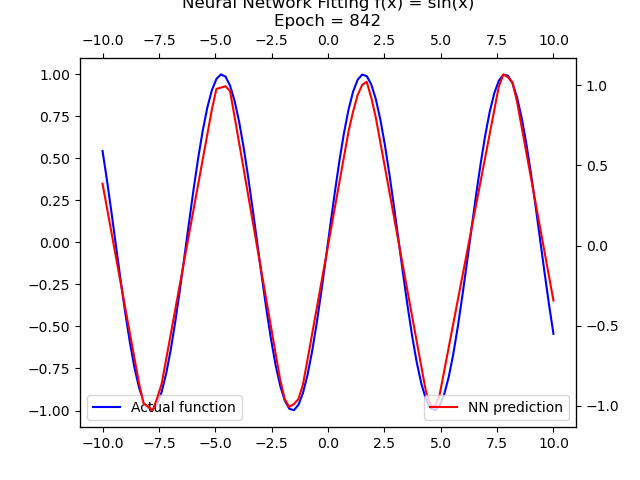 Neural Network Fitting f(x) = sin(x)
Epoch = 842
−10.0 −7.5 −5.0 −2.5 0.0 2.5 5.0 7.5 10.0
1.00
0.75
0.50
0.25
0.00
−0.25
−0.50
−0.75
−1.00
1.0
0.5
0.0
−0.5
−1.0
Actual function
NN prediction
−10.0 −7.5 −5.0 −2.5 0.0 2.5 5.0 7.5 10.0